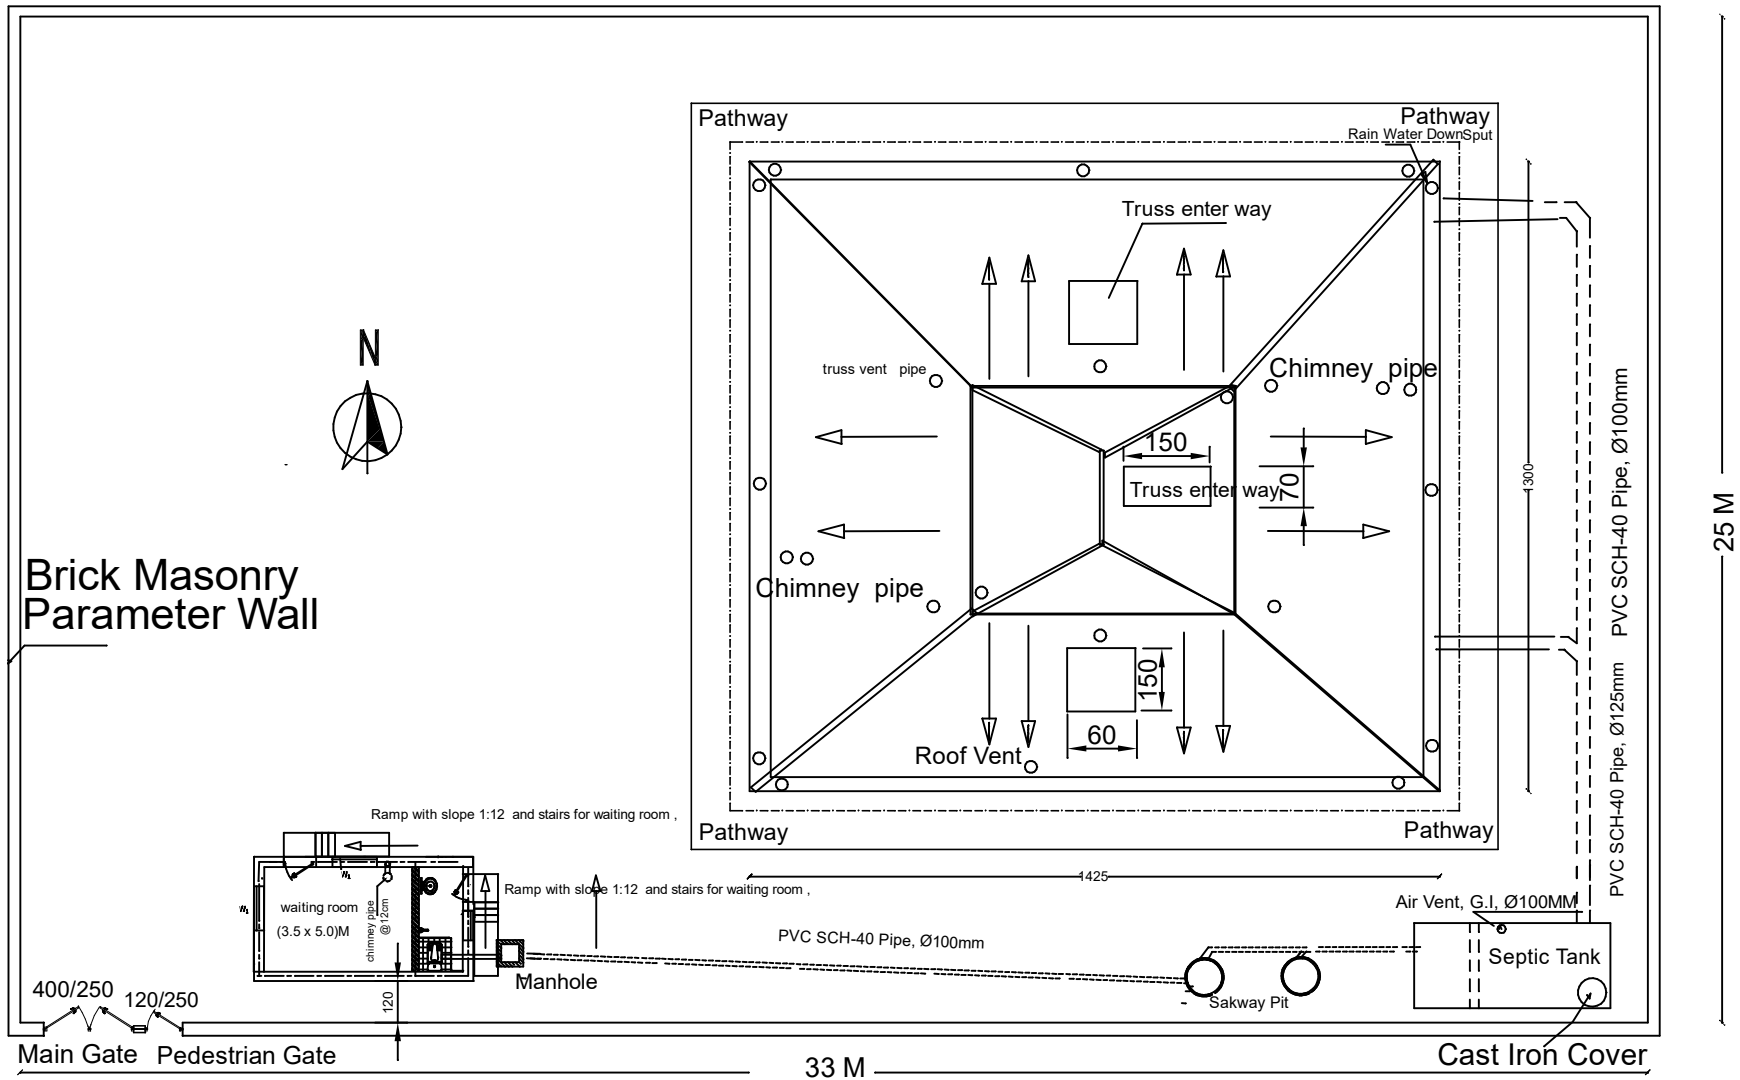 Pathway
Pathway
Rain Water DownSput
Truss enter way
N
truss vent pipe
Chimney pipe
150
Truss enter way
70
1300
PVC SCH-40 Pipe, Ø100mm
25 M
Brick Masonry
Parameter Wall
Chimney pipe
150
60
Roof Vent
PVC SCH-40 Pipe, Ø125mm
Ramp with slope 1:12 and stairs for waiting room ,
Pathway
Pathway
1425
Ramp with slope 1:12 and stairs for waiting room ,
W1
W1
waiting room
(3.5 x 5.0)M
chimney pipe
@12cm
Air Vent, G.I, Ø100MM
PVC SCH-40 Pipe, Ø100mm
Septic Tank
Manhole
Sakway Pit
400/250
120/250
120
Main Gate
Pedestrian Gate
Cast Iron Cover
33 M